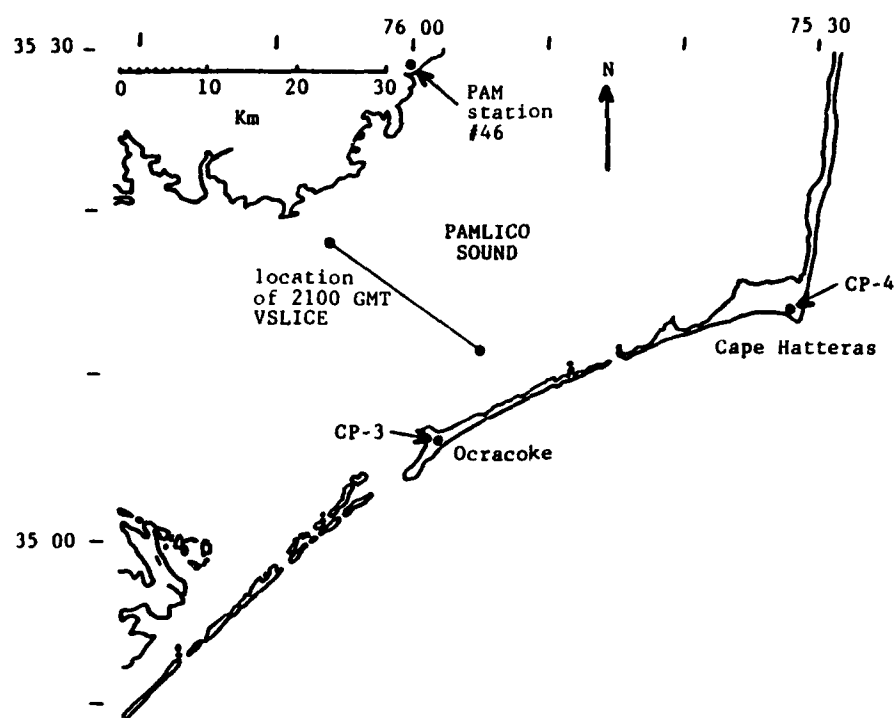 76 00
75 30
35 30
0 10 20 30
Km
PAM
station
#46
N
PAMLICO
SOUND
location
of 2100 GMT
VSLICE
CP-4
Cape Hatteras
CP-3
Ocracoke
35 00